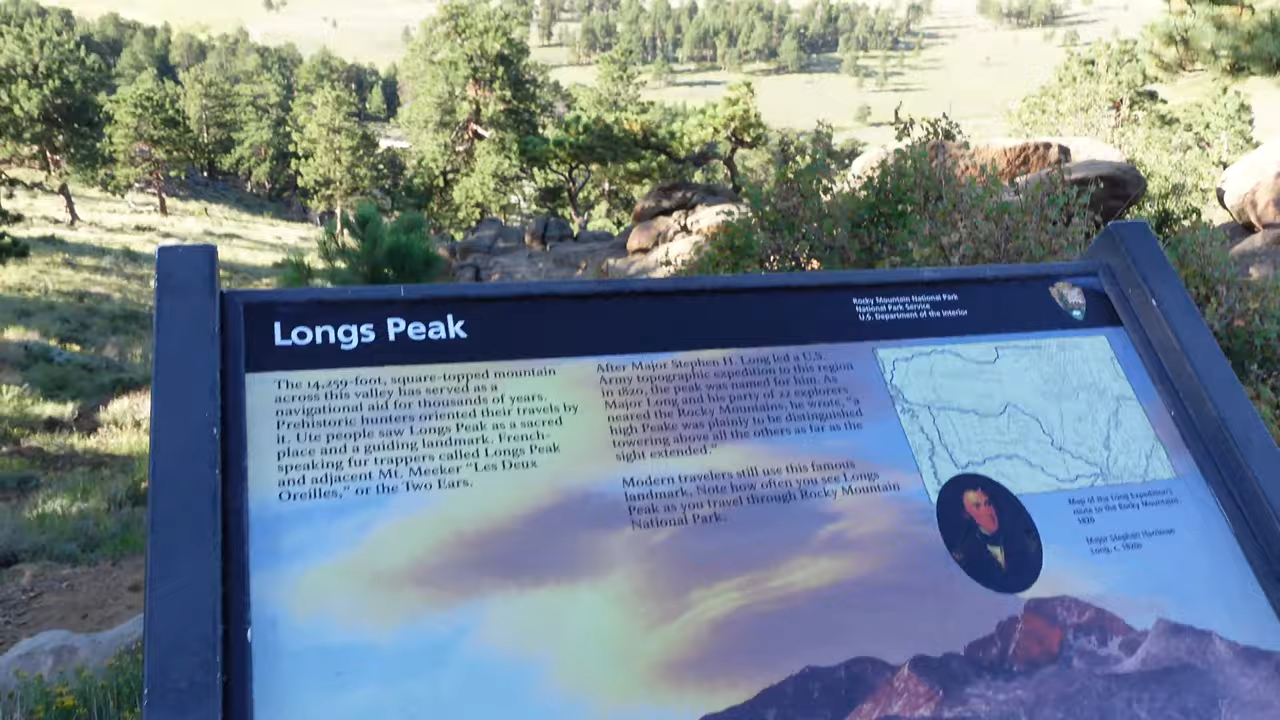 Longs Peak
Rocky Mountain National Park
National Park Service
U.S. Department of the Interior
The 14,259-foot, square-topped mountain
across this valley has served as a
navigational aid for thousands of years.
Prehistoric hunters oriented their travels by
it. Ute people saw Longs Peak as a sacred
place and a guiding landmark. French-
speaking fur trappers called Longs Peak
and adjacent Mt. Meeker "Les Deux
Oreilles," or the Two Ears.
After Major Stephen H. Long led a U.S.
Army topographic expedition to this region
in 1820, the peak was named for him. As
Major Long and his party of 22 explorers
neared the Rocky Mountains, he wrote, "a
high Peake was plainly to be distinguished
towering above all the others as far as the
sight extended."
Modern travelers still use this famous
landmark. Note how often you see Longs
Peak as you travel through Rocky Mountain
National Park.
Map of the Long Expedition's
route to the Rocky Mountains,
1820
Major Stephen Harriman
Long, c. 1820s